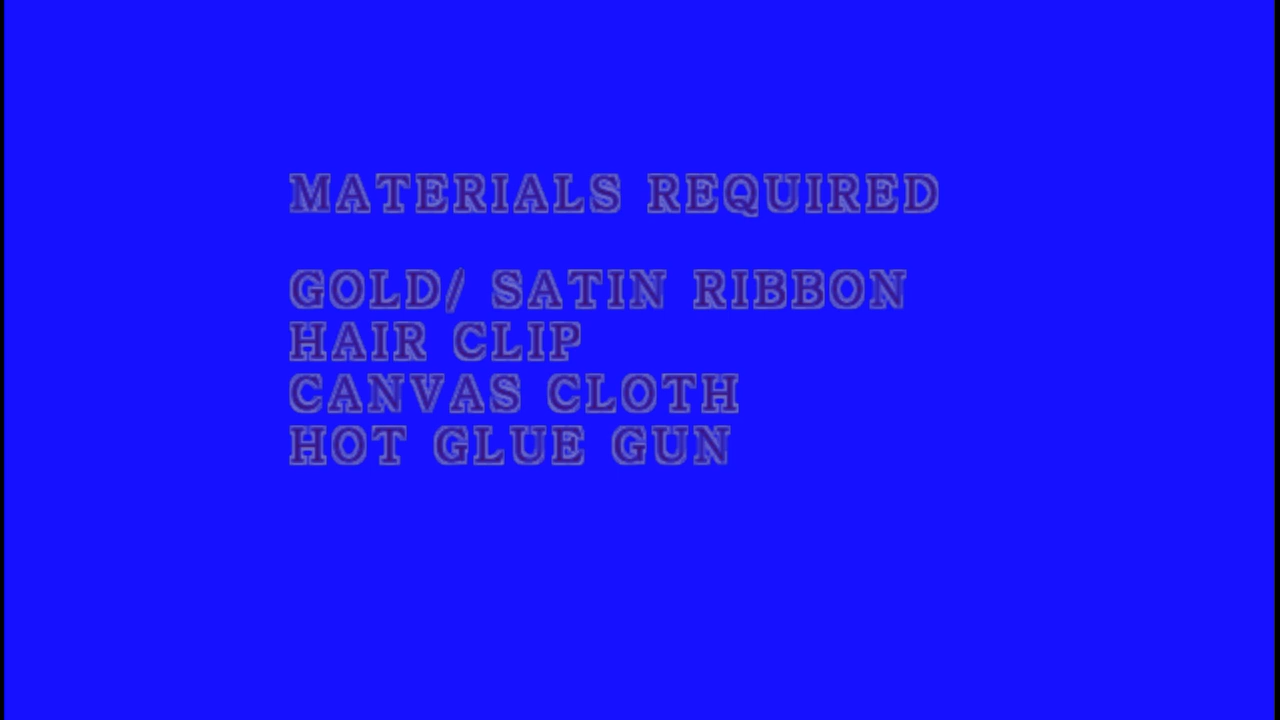 MATERIALS REQUIRED
GOLD/ SATIN RIBBON
HAIR CLIP
CANVAS CLOTH
HOT GLUE GUN